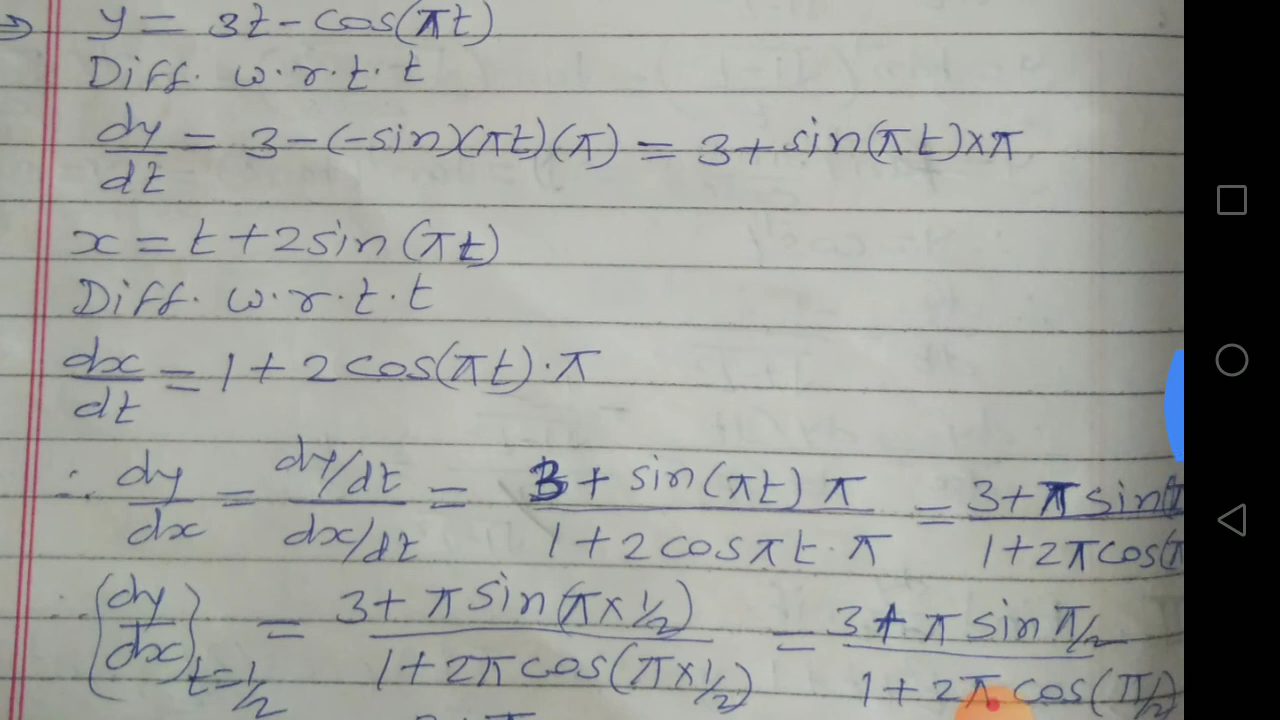 ⇒ y = 3t - cos(πt)
Diff. w.r.t. t
dy/dt = 3 - (-sin)(πt)(π) = 3 + sin(πt)×π
x = t + 2sin(πt)
Diff. w.r.t. t
dx/dt = 1 + 2cos(πt)·π
∴ dy/dx = (dy/dt)/(dx/dt) = (3 + sin(πt) π)/(1 + 2cosπt·π) = (3 + π sin(π)/(1 + 2π cos(π)
∴ (dy/dx) t=1/2 = (3 + π sin(π×1/2))/(1 + 2π cos(π×1/2)) = (3 + π sin π/2)/(1 + 2π cos(π/2)